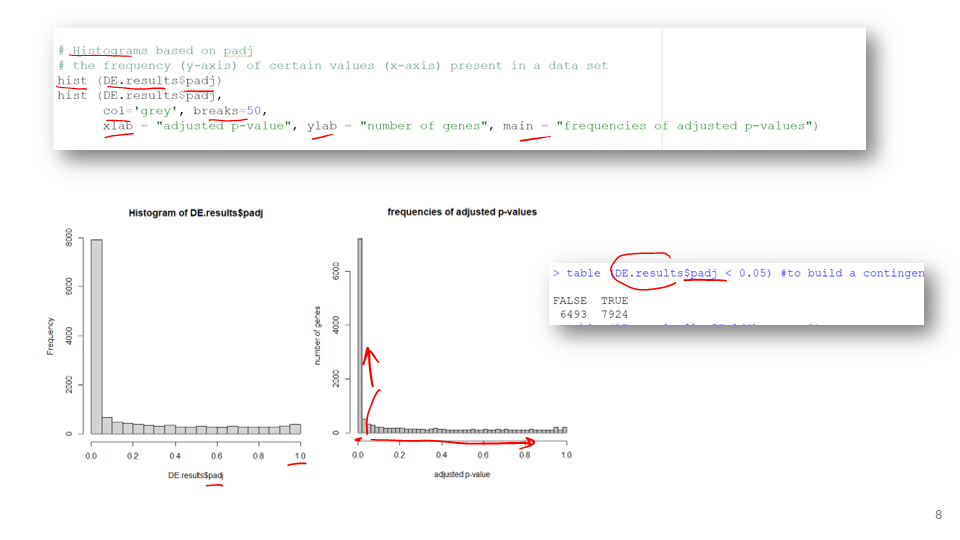 # Histograms based on padj
# the frequency (y-axis) of certain values (x-axis) present in a data set
hist (DE.results$padj)
hist (DE.results$padj,
col='grey', breaks=50,
xlab = "adjusted p-value", ylab = "number of genes", main = "frequencies of adjusted p-values")
Histogram of DE.results$padj
Frequency
8000
6000
4000
2000
0
0.0 0.2 0.4 0.6 0.8 1.0
DE.results$padj
frequencies of adjusted p-values
number of genes
6000
4000
2000
0
0.0 0.2 0.4 0.6 0.8 1.0
adjusted p-value
> table (DE.results$padj < 0.05) #to build a contingen
FALSE TRUE
6493 7924
8